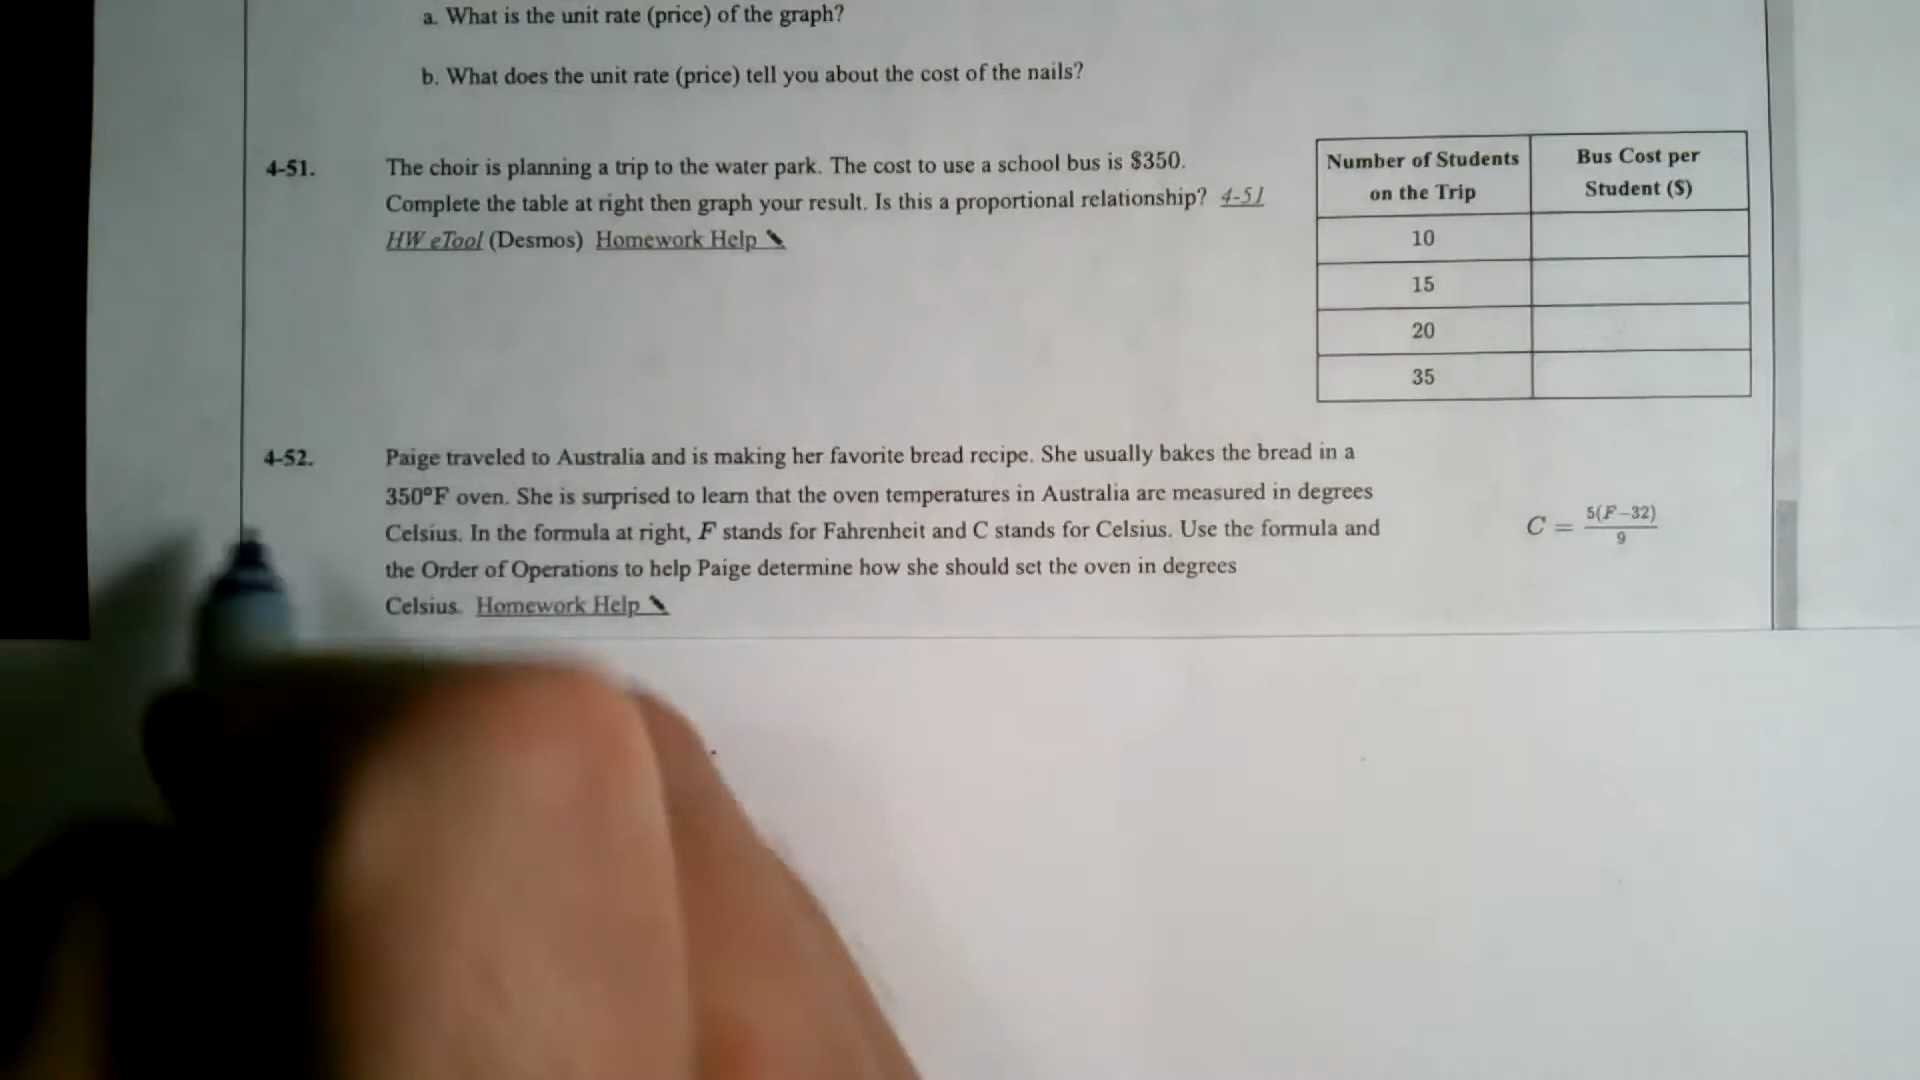 a. What is the unit rate (price) of the graph?
b. What does the unit rate (price) tell you about the cost of the nails?
4-51. The choir is planning a trip to the water park. The cost to use a school bus is $350.
Complete the table at right then graph your result. Is this a proportional relationship? 4-51
HW eTool (Desmos) Homework Help
Number of Students on the Trip | Bus Cost per Student ($)
10
15
20
35
4-52. Paige traveled to Australia and is making her favorite bread recipe. She usually bakes the bread in a
350°F oven. She is surprised to learn that the oven temperatures in Australia are measured in degrees
Celsius. In the formula at right, F stands for Fahrenheit and C stands for Celsius. Use the formula and
the Order of Operations to help Paige determine how she should set the oven in degrees
Celsius. Homework Help
C = 5(F−32)/9